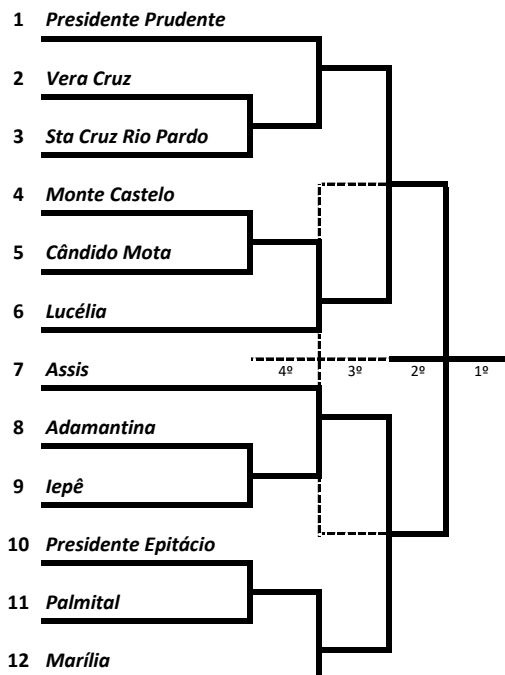 1 Presidente Prudente
2 Vera Cruz
3 Sta Cruz Rio Pardo
4 Monte Castelo
5 Cândido Mota
6 Lucélia
7 Assis
4º 3º 2º 1º
8 Adamantina
9 Iepê
10 Presidente Epitácio
11 Palmital
12 Marília